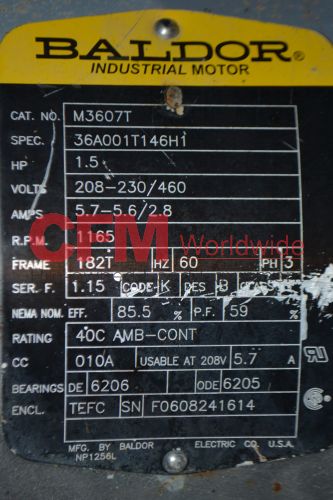 BALDOR®
INDUSTRIAL MOTOR
CAT. NO. M3607T
SPEC. 36A001T146H1
HP 1.5
VOLTS 208-230/460
AMPS 5.7-5.6/2.8
R.P.M. 1165
CFM Worldwide
FRAME 182T HZ 60 PH 3
SER. F. 1.15 CODE K DES B CLASS
NEMA NOM. EFF. 85.5 % P.F. 59 %
RATING 40C AMB-CONT
CC 010A USABLE AT 208V 5.7 A
BEARINGS DE 6206 ODE 6205
ENCL. TEFC SN F0608241614
MFG. BY BALDOR ELECTRIC CO. U.S.A.
NP1256L